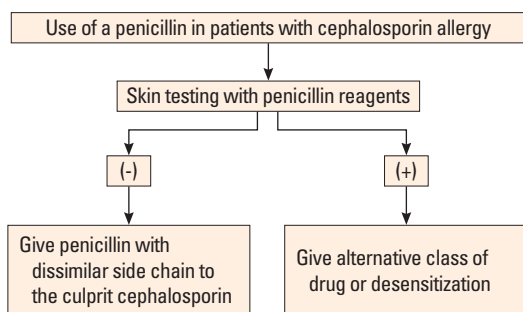 Use of a penicillin in patients with cephalosporin allergy
Skin testing with penicillin reagents
(-)
(+)
Give penicillin with
dissimilar side chain to
the culprit cephalosporin
Give alternative class of
drug or desensitization